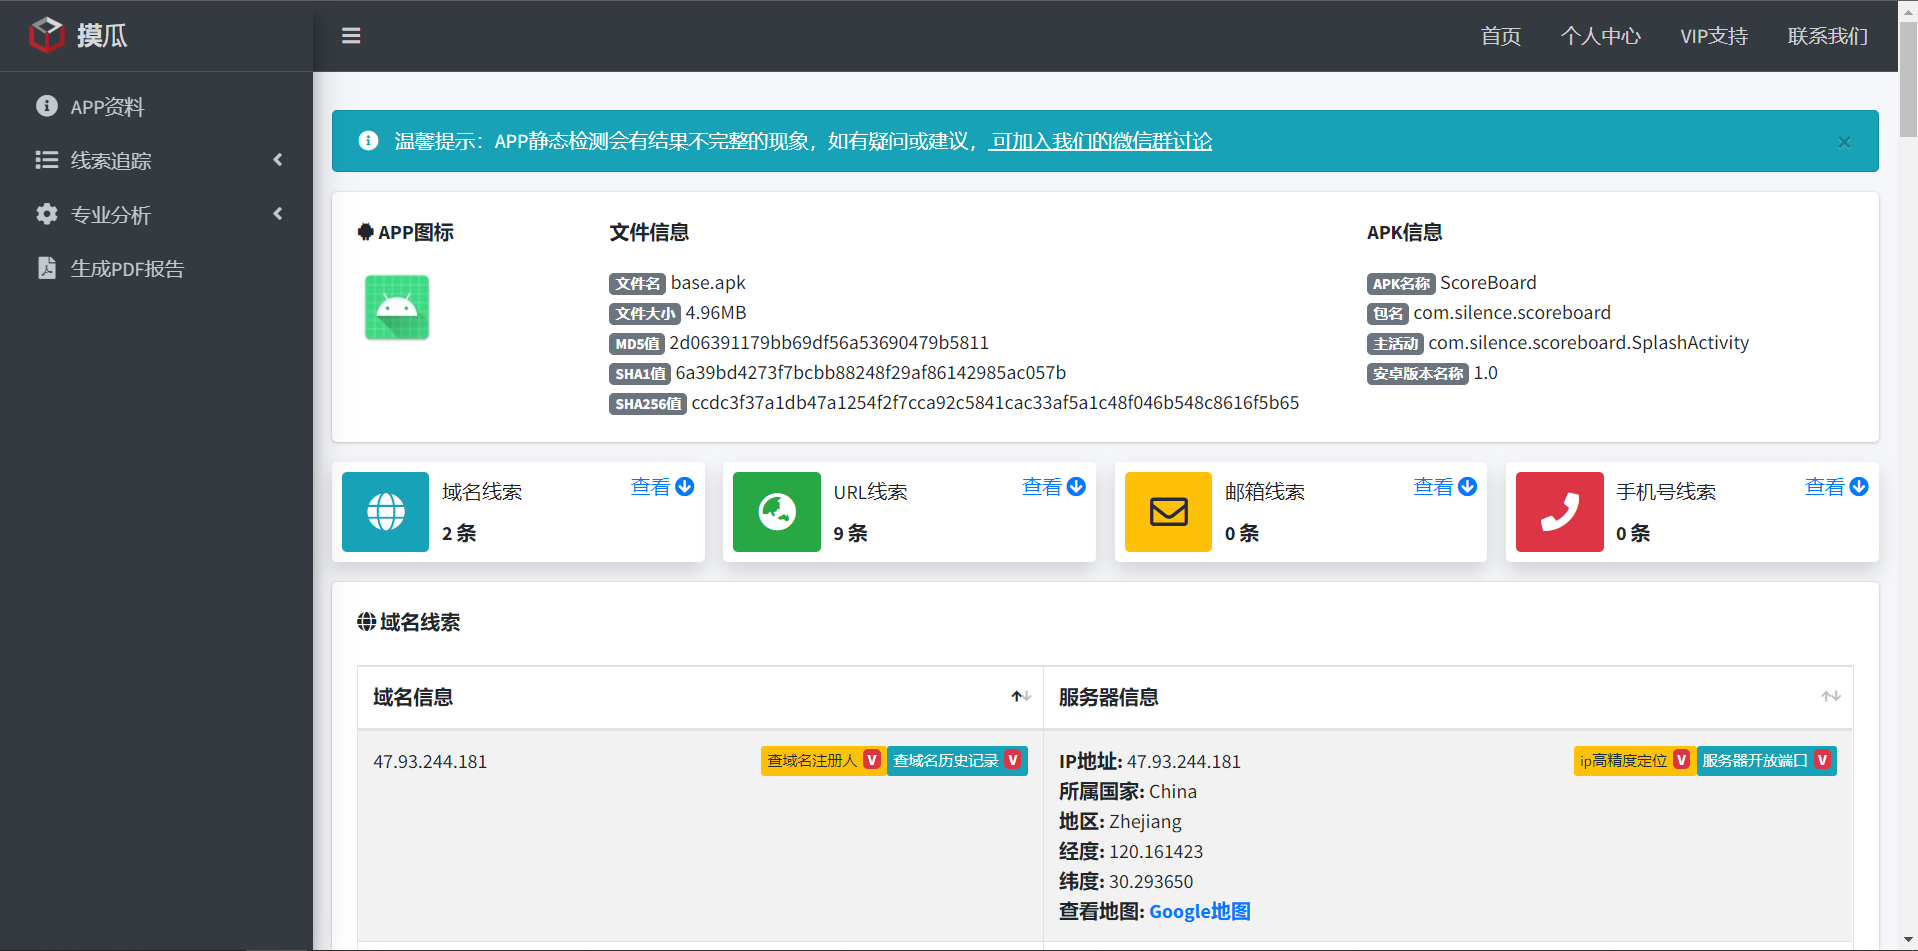 摸瓜
首页
个人中心
VIP支持
联系我们
APP资料
线索追踪
专业分析
生成PDF报告
温馨提示：APP静态检测会有结果不完整的现象，如有疑问或建议，可加入我们的微信群讨论
×
APP图标
文件信息
文件名 base.apk
文件大小 4.96MB
MD5值 2d06391179bb69df56a53690479b5811
SHA1值 6a39bd4273f7bcbb88248f29af86142985ac057b
SHA256值 ccdc3f37a1db47a1254f2f7cca92c5841cac33af5a1c48f046b548c8616f5b65
APK信息
APK名称 ScoreBoard
包名 com.silence.scoreboard
主活动 com.silence.scoreboard.SplashActivity
安卓版本名称 1.0
域名线索
查看
2 条
URL线索
查看
9 条
邮箱线索
查看
0 条
手机号线索
查看
0 条
域名线索
域名信息
服务器信息
47.93.244.181
查域名注册人 V
查域名历史记录 V
IP地址: 47.93.244.181
ip高精度定位 V
服务器开放端口 V
所属国家: China
地区: Zhejiang
经度: 120.161423
纬度: 30.293650
查看地图: Google地图